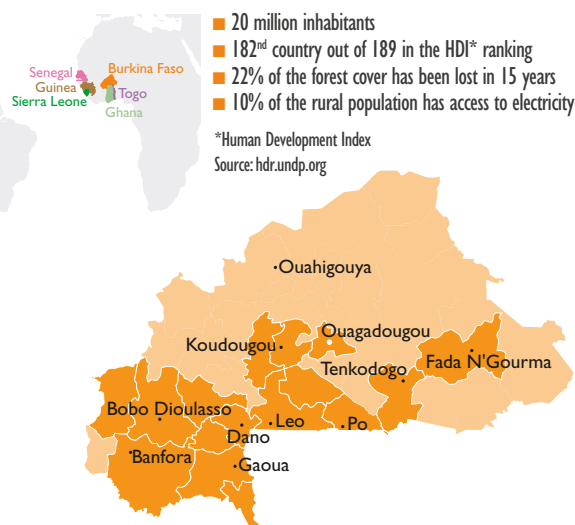 ■ 20 million inhabitants
■ 182nd country out of 189 in the HDI* ranking
■ 22% of the forest cover has been lost in 15 years
■ 10% of the rural population has access to electricity
*Human Development Index
Source: hdr.undp.org
Senegal
Burkina Faso
Guinea
Togo
Sierra Leone
Ghana
Ouahigouya
Ouagadougou
Koudougou
Tenkodogo
Fada N'Gourma
Bobo Dioulasso
Leo
Po
Dano
Banfora
Gaoua